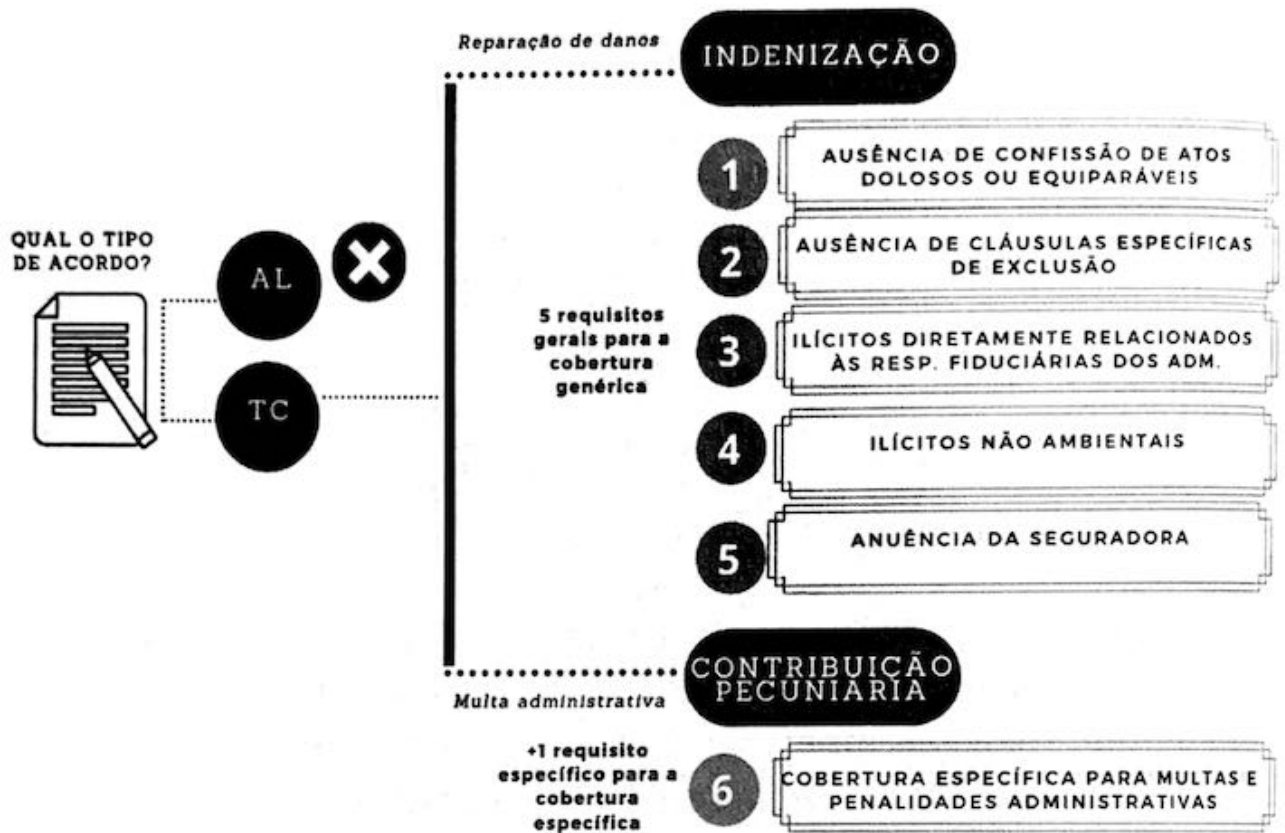 Reparação de danos
INDENIZAÇÃO
1
AUSÊNCIA DE CONFISSÃO DE ATOS
DOLOSOS OU EQUIPARÁVEIS
QUAL O TIPO
DE ACORDO?
AL
TC
5 requisitos
gerais para a
cobertura
genérica
2
AUSÊNCIA DE CLÁUSULAS ESPECÍFICAS
DE EXCLUSÃO
3
ILÍCITOS DIRETAMENTE RELACIONADOS
ÀS RESP. FIDUCIÁRIAS DOS ADM.
4
ILÍCITOS NÃO AMBIENTAIS
5
ANUÊNCIA DA SEGURADORA
Multa administrativa
CONTRIBUIÇÃO
PECUNIÁRIA
+1 requisito
específico para a
cobertura
específica
6
COBERTURA ESPECÍFICA PARA MULTAS E
PENALIDADES ADMINISTRATIVAS